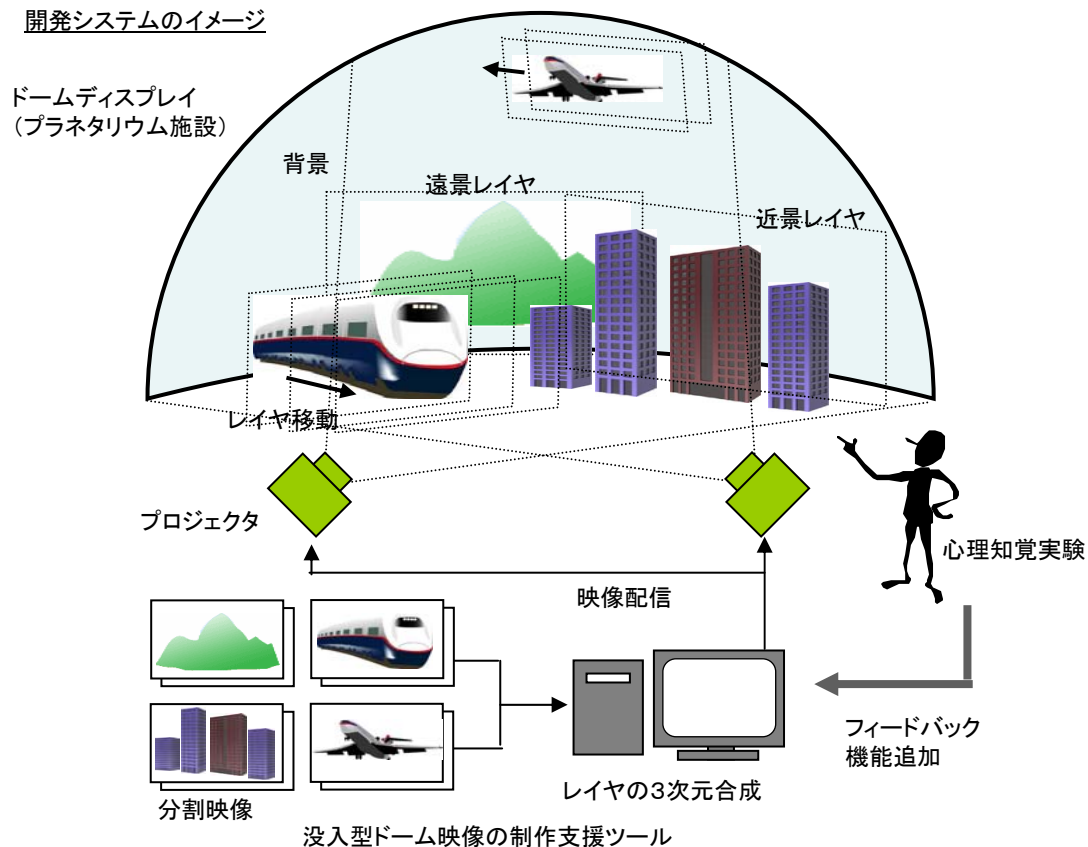 開発システムのイメージ
ドームディスプレイ
(プラネタリウム施設)
背景
遠景レイヤ
近景レイヤ
レイヤ移動
プロジェクタ
心理知覚実験
映像配信
フィードバック
機能追加
分割映像
レイヤの3次元合成
没入型ドーム映像の制作支援ツール